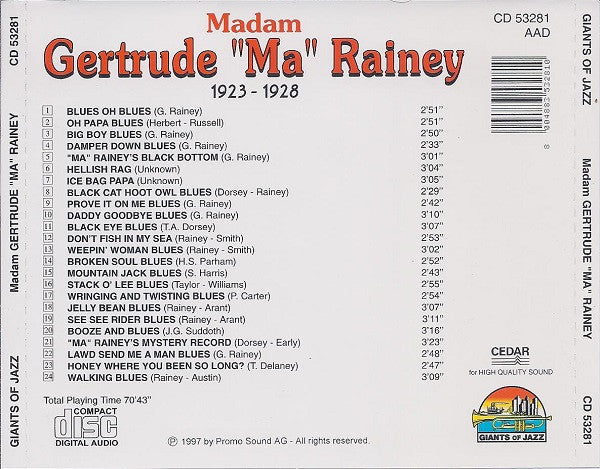 CD 53281
Madam GERTRUDE "MA" RAINEY
GIANTS OF JAZZ
Madam
Gertrude "Ma" Rainey
1923 - 1928
CD 53281
AAD
8 004883 532810
1 BLUES OH BLUES (G. Rainey) 2'51"
2 OH PAPA BLUES (Herbert - Russell) 2'51"
3 BIG BOY BLUES (G. Rainey) 2'50"
4 DAMPER DOWN BLUES (G. Rainey) 2'33"
5 "MA" RAINEY'S BLACK BOTTOM (G. Rainey) 3'01"
6 HELLISH RAG (Unknown) 3'04"
7 ICE BAG PAPA (Unknown) 3'05"
8 BLACK CAT HOOT OWL BLUES (Dorsey - Rainey) 2'29"
9 PROVE IT ON ME BLUES (G. Rainey) 2'42"
10 DADDY GOODBYE BLUES (G. Rainey) 3'10"
11 BLACK EYE BLUES (T.A. Dorsey) 3'07"
12 DON'T FISH IN MY SEA (Rainey - Smith) 2'53"
13 WEEPIN' WOMAN BLUES (Rainey - Smith) 3'02"
14 BROKEN SOUL BLUES (H.S. Parham) 2'52"
15 MOUNTAIN JACK BLUES (S. Harris) 2'43"
16 STACK O' LEE BLUES (Taylor - Williams) 2'55"
17 WRINGING AND TWISTING BLUES (P. Carter) 2'54"
18 JELLY BEAN BLUES (Rainey - Arant) 3'07"
19 SEE SEE RIDER BLUES (Rainey - Arant) 3'11"
20 BOOZE AND BLUES (J.G. Suddoth) 3'16"
21 "MA" RAINEY'S MYSTERY RECORD (Dorsey - Early) 3'23"
22 LAWD SEND ME A MAN BLUES (G. Rainey) 2'48"
23 HONEY WHERE YOU BEEN SO LONG? (T. Delaney) 2'47"
24 WALKING BLUES (Rainey - Austin) 3'09"
Total Playing Time 70'43"
COMPACT
disc
DIGITAL AUDIO
℗ 1997 by Promo Sound AG - All rights reserved
CEDAR
for HIGH QUALITY SOUND
GIANTS OF JAZZ
GIANTS OF JAZZ
Madam GERTRUDE "MA" RAINEY
CD 53281